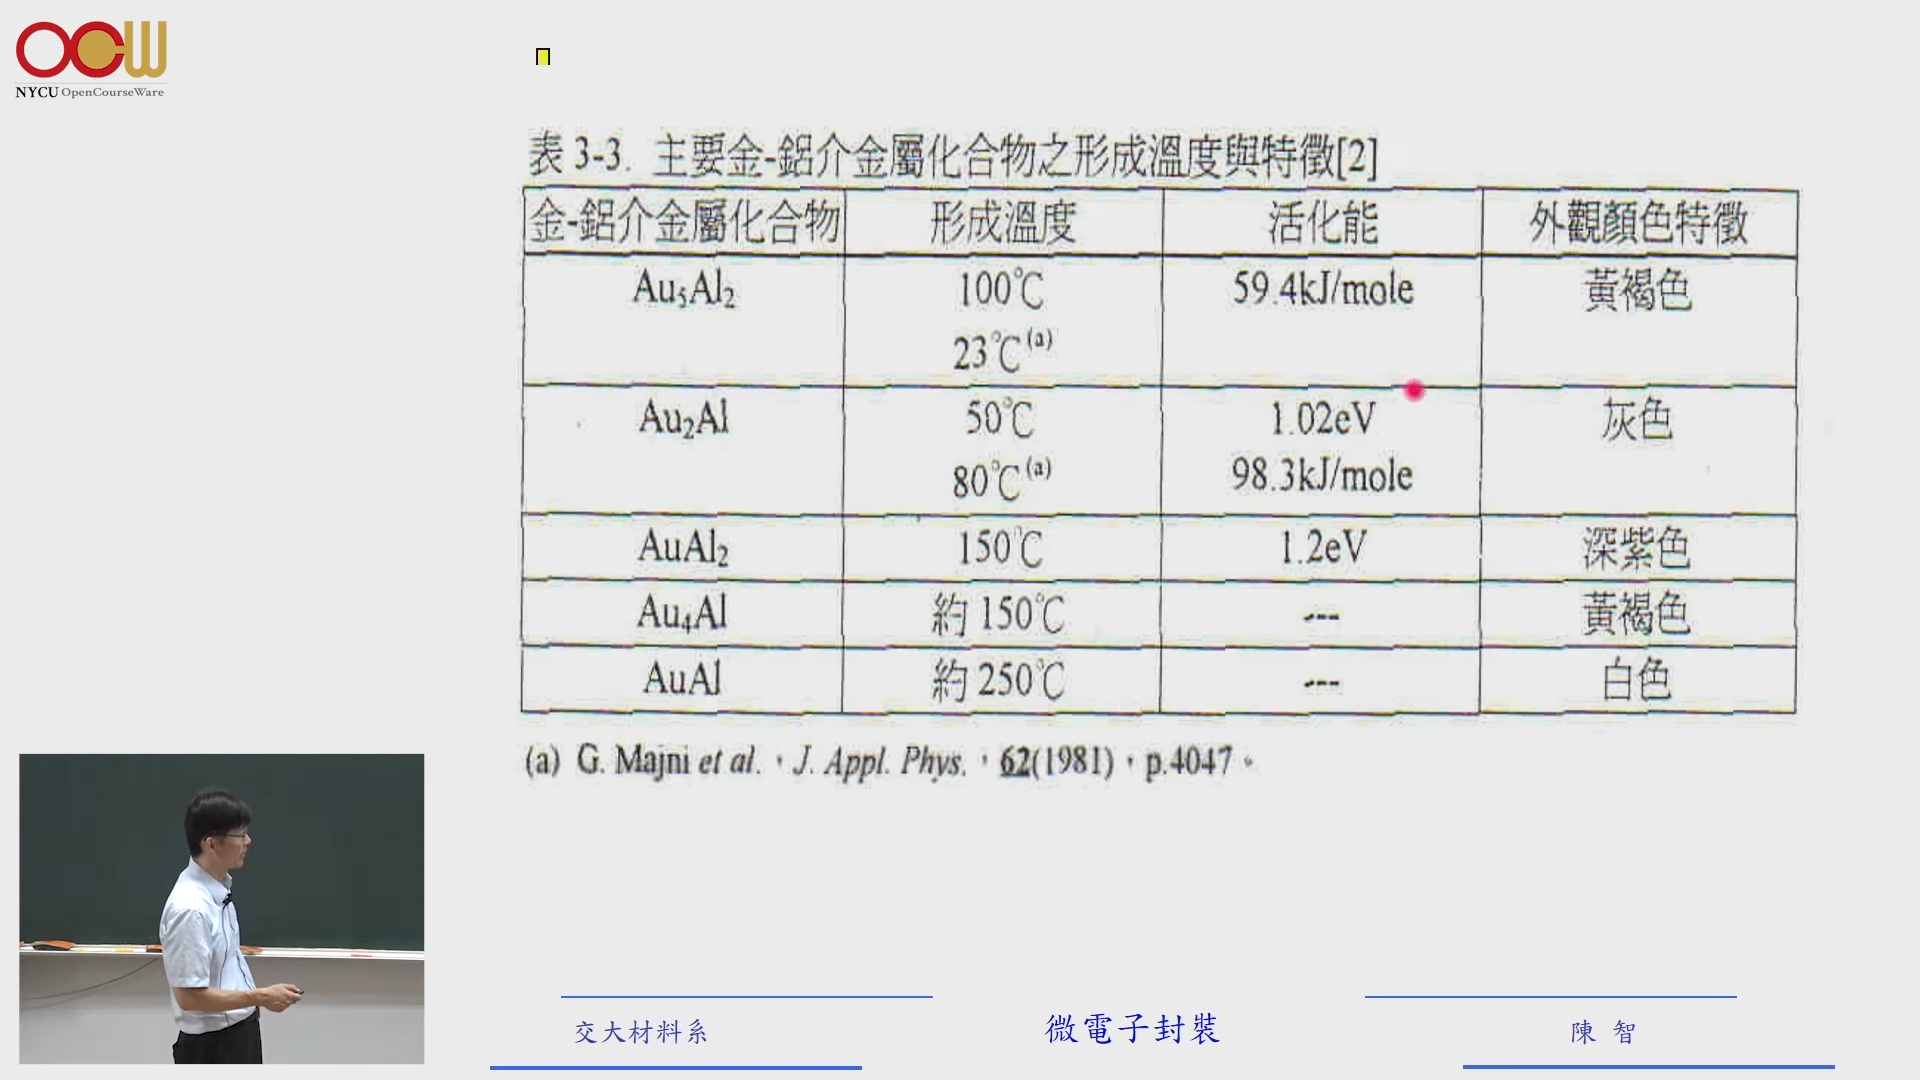 OCW
NYCU OpenCourseWare
表 3-3. 主要金-鋁介金屬化合物之形成溫度與特徵[2]
金-鋁介金屬化合物 形成溫度 活化能 外觀顏色特徵
Au₅Al₂ 100℃ 59.4kJ/mole 黃褐色
23℃⁽ᵃ⁾
Au₂Al 50℃ 1.02eV 灰色
80℃⁽ᵃ⁾ 98.3kJ/mole
AuAl₂ 150℃ 1.2eV 深紫色
Au₄Al 約 150℃ --- 黃褐色
AuAl 約 250℃ --- 白色
(a) G. Majni et al.,J. Appl. Phys.,62(1981),p.4047。
交大材料系 微電子封裝 陳 智